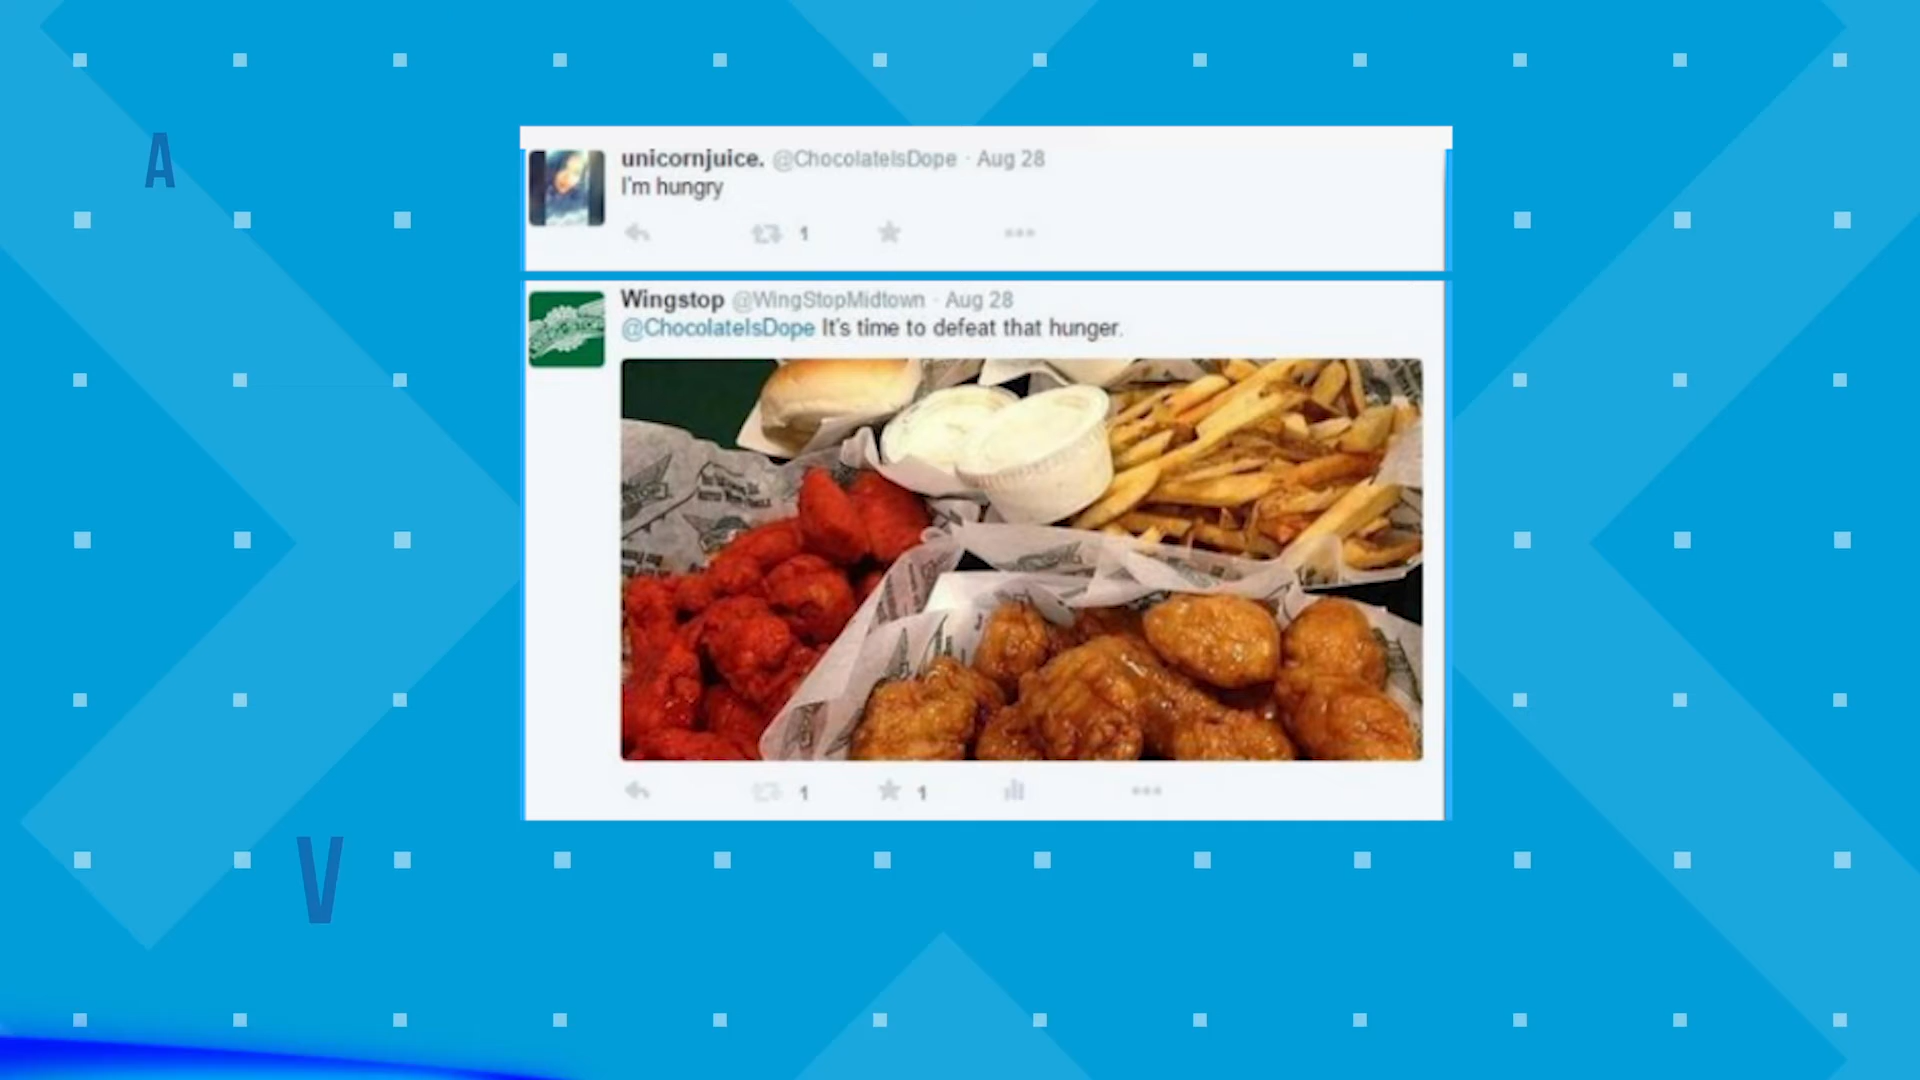 A
unicornjuice. @ChocolateIsDope · Aug 28
I'm hungry
1
Wingstop @WingStopMidtown · Aug 28
@ChocolateIsDope It's time to defeat that hunger.
1 1
V